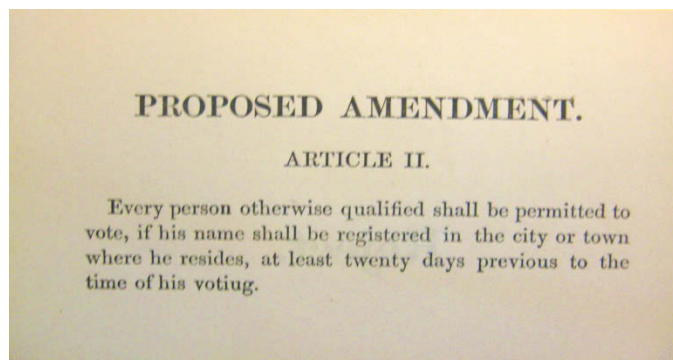 PROPOSED AMENDMENT.
ARTICLE II.
Every person otherwise qualified shall be permitted to
vote, if his name shall be registered in the city or town
where he resides, at least twenty days previous to the
time of his votiug.